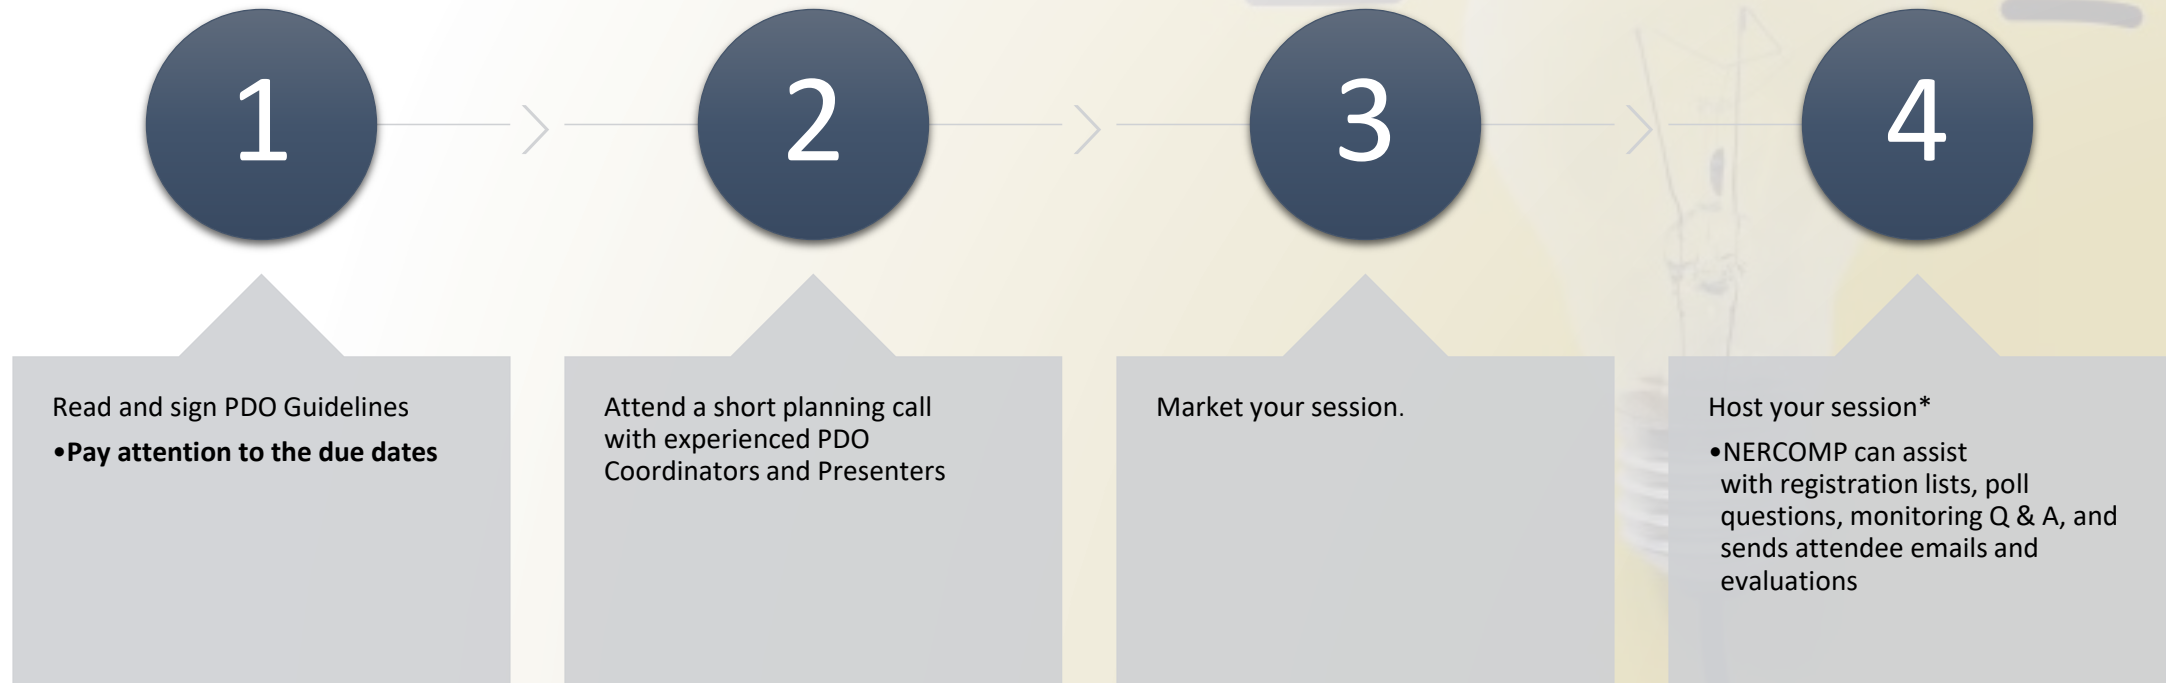 1
2
3
4
Read and sign PDO Guidelines
•Pay attention to the due dates
Attend a short planning call
with experienced PDO
Coordinators and Presenters
Market your session.
Host your session*
•NERCOMP can assist
with registration lists, poll
questions, monitoring Q & A, and
sends attendee emails and
evaluations